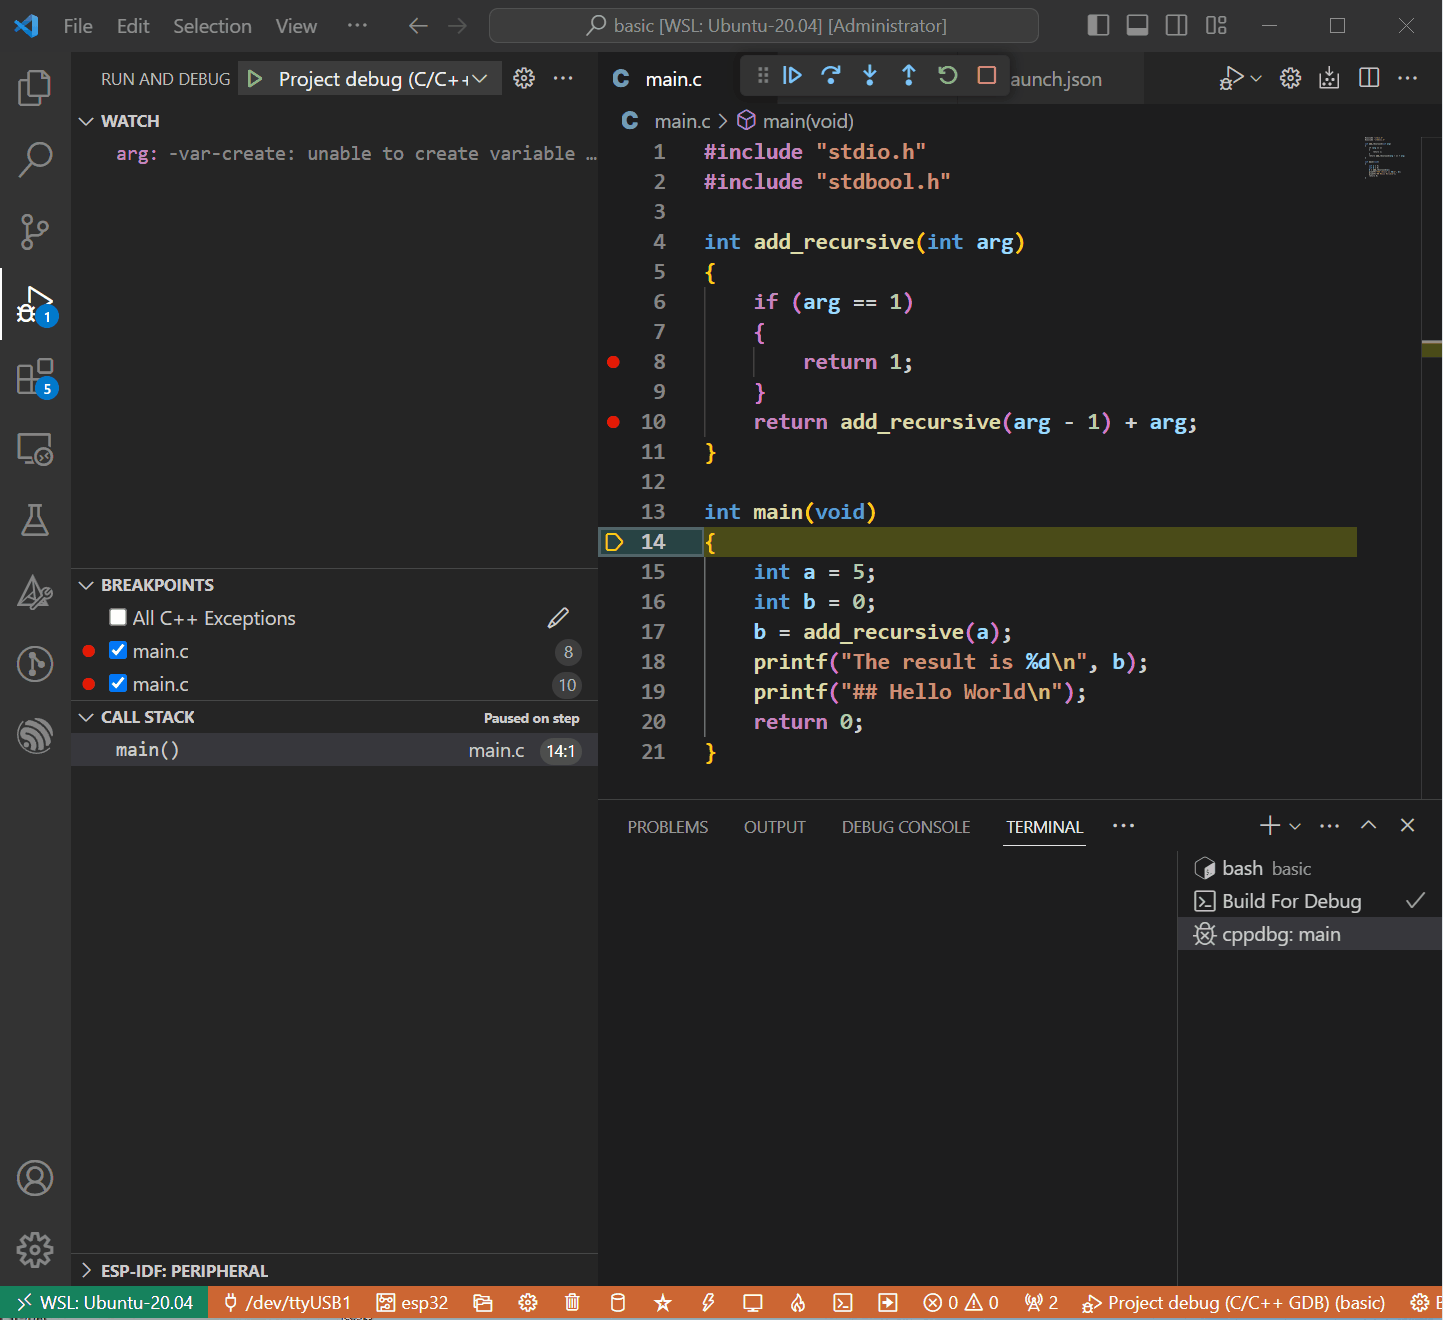 File Edit Selection View ··· basic [WSL: Ubuntu-20.04] [Administrator]
RUN AND DEBUG Project debug (C/C++
WATCH
arg: -var-create: unable to create variable …
BREAKPOINTS
All C++ Exceptions
main.c 8
main.c 10
CALL STACK Paused on step
main() main.c 14:1
ESP-IDF: PERIPHERAL
1
5
main.c aunch.json
main.c > main(void)
1 #include "stdio.h"
2 #include "stdbool.h"
3
4 int add_recursive(int arg)
5 {
6 if (arg == 1)
7 {
8 return 1;
9 }
10 return add_recursive(arg - 1) + arg;
11 }
12
13 int main(void)
14 {
15 int a = 5;
16 int b = 0;
17 b = add_recursive(a);
18 printf("The result is %d\n", b);
19 printf("## Hello World\n");
20 return 0;
21 }
PROBLEMS OUTPUT DEBUG CONSOLE TERMINAL ···
bash basic
Build For Debug
cppdbg: main
WSL: Ubuntu-20.04 /dev/ttyUSB1 esp32 0 0 2 Project debug (C/C++ GDB) (basic)